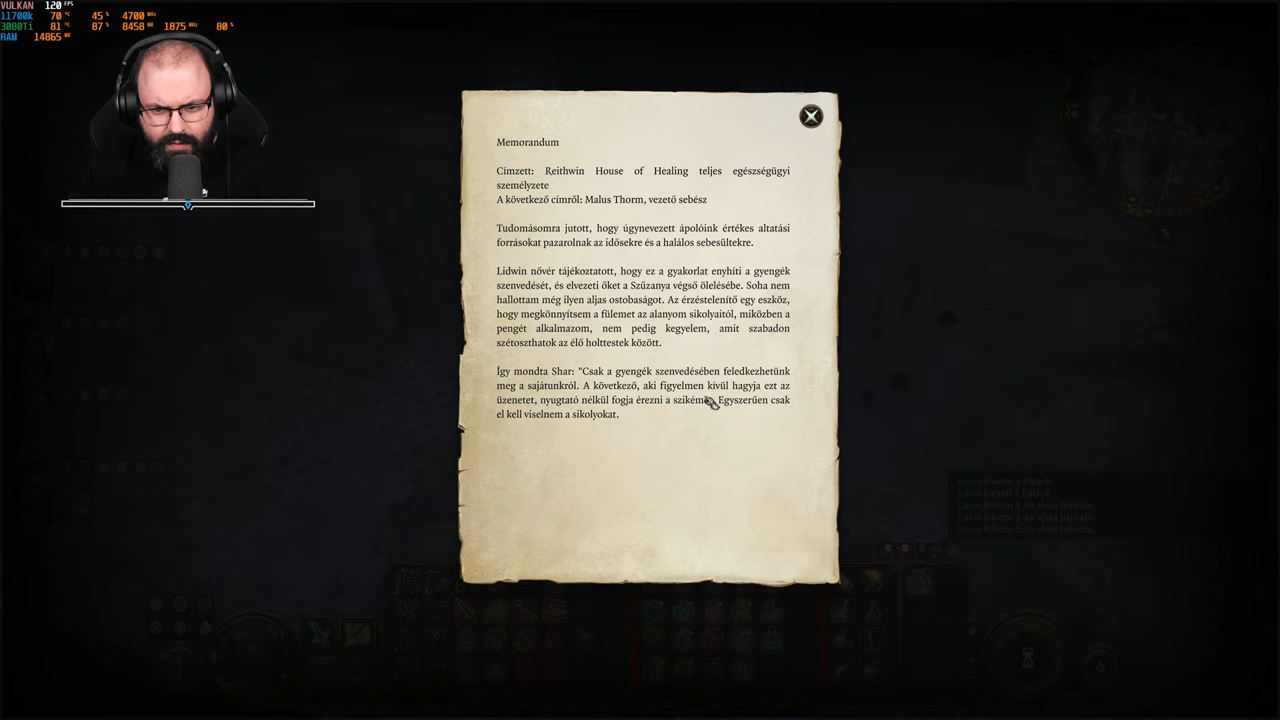 VULKAN 120 FPS
11700k 70 °C 45 % 4700 MHz
3080Ti 81 °C 87 % 8458 MB 1875 MHz 80 %
RAM 14865 MB
Memorandum
Címzett: Reithwin House of Healing teljes egészségügyi
személyzete
A következő címről: Malus Thorm, vezető sebész
Tudomásomra jutott, hogy úgynevezett ápolóink értékes altatási
forrásokat pazarolnak az idősekre és a halálos sebesültekre.
Lidwin nővér tájékoztatott, hogy ez a gyakorlat enyhíti a gyengék
szenvedését, és elvezeti őket a Szűzanya végső ölelésébe. Soha nem
hallottam még ilyen aljas ostobaságot. Az érzéstelenítő egy eszköz,
hogy megkönnyítsem a fülemet az alanyom sikolyaitól, miközben a
pengét alkalmazom, nem pedig kegyelem, amit szabadon
szétoszthatok az élő holttestek között.
Így mondta Shar: "Csak a gyengék szenvedésében feledkezhetünk
meg a sajátunkról. A következő, aki figyelmen kívül hagyja ezt az
üzenetet, nyugtató nélkül fogja érezni a Egyszerűen csak
el kell viselnem a sikolyokat.